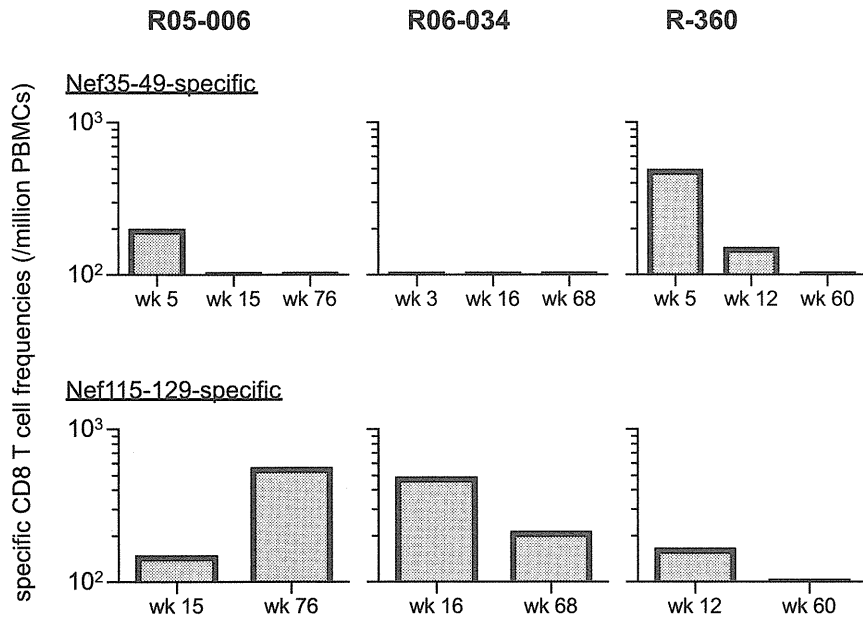 R05-006 R06-034 R-360
specific CD8 T cell frequencies (/million PBMCs)
Nef35-49-specific
10³
10²
wk 5 wk 15 wk 76 wk 3 wk 16 wk 68 wk 5 wk 12 wk 60
Nef115-129-specific
10³
10²
wk 15 wk 76 wk 16 wk 68 wk 12 wk 60